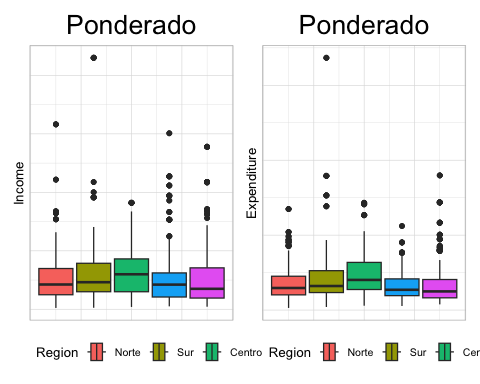 Ponderado
Ponderado
Income
Expenditure
Region Norte Sur Centro
Region Norte Sur Cer